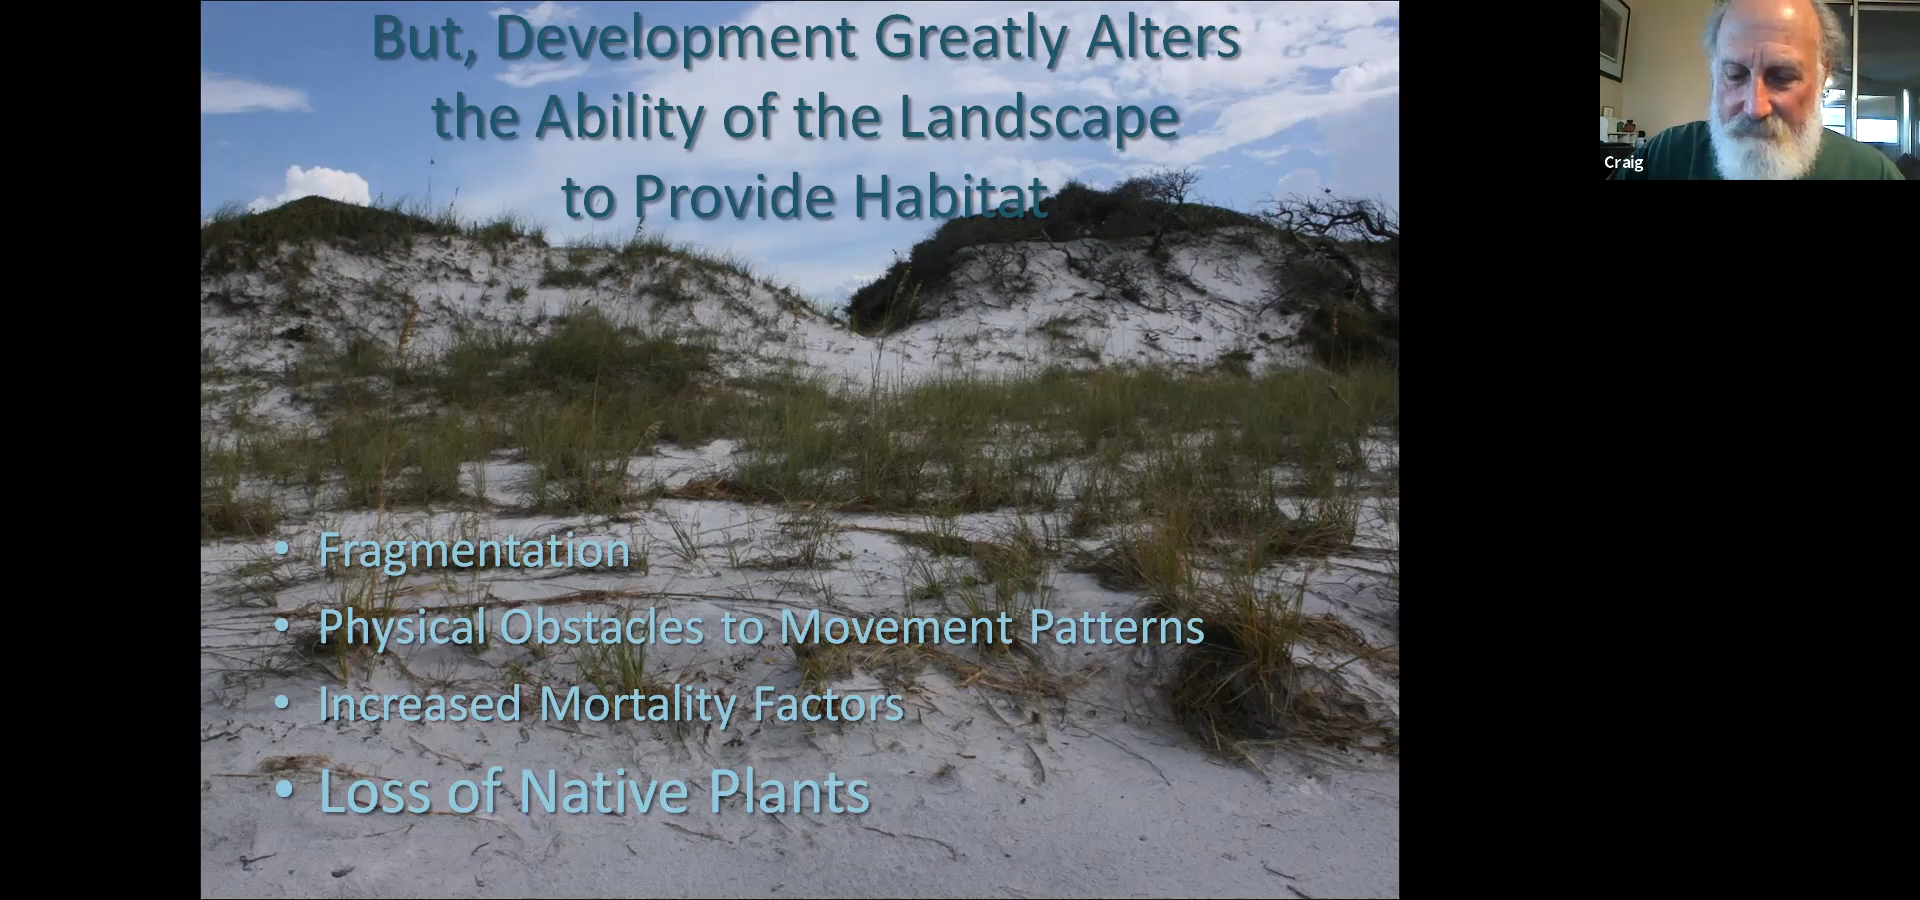 But, Development Greatly Alters
the Ability of the Landscape
to Provide Habitat
Craig
• Fragmentation
• Physical Obstacles to Movement Patterns
• Increased Mortality Factors
• Loss of Native Plants